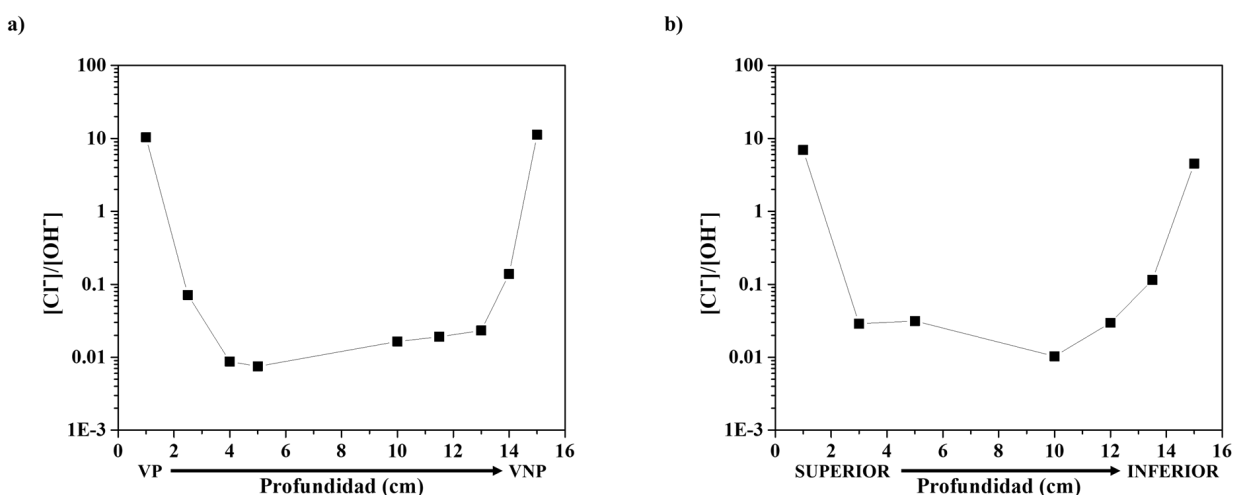 a)
100
10
1
0.1
0.01
1E-3
[Cl⁻]/[OH⁻]
0 2 4 6 8 10 12 14 16
VP VNP
Profundidad (cm)
b)
100
10
1
0.1
0.01
1E-3
[Cl⁻]/[OH⁻]
0 2 4 6 8 10 12 14 16
SUPERIOR INFERIOR
Profundidad (cm)